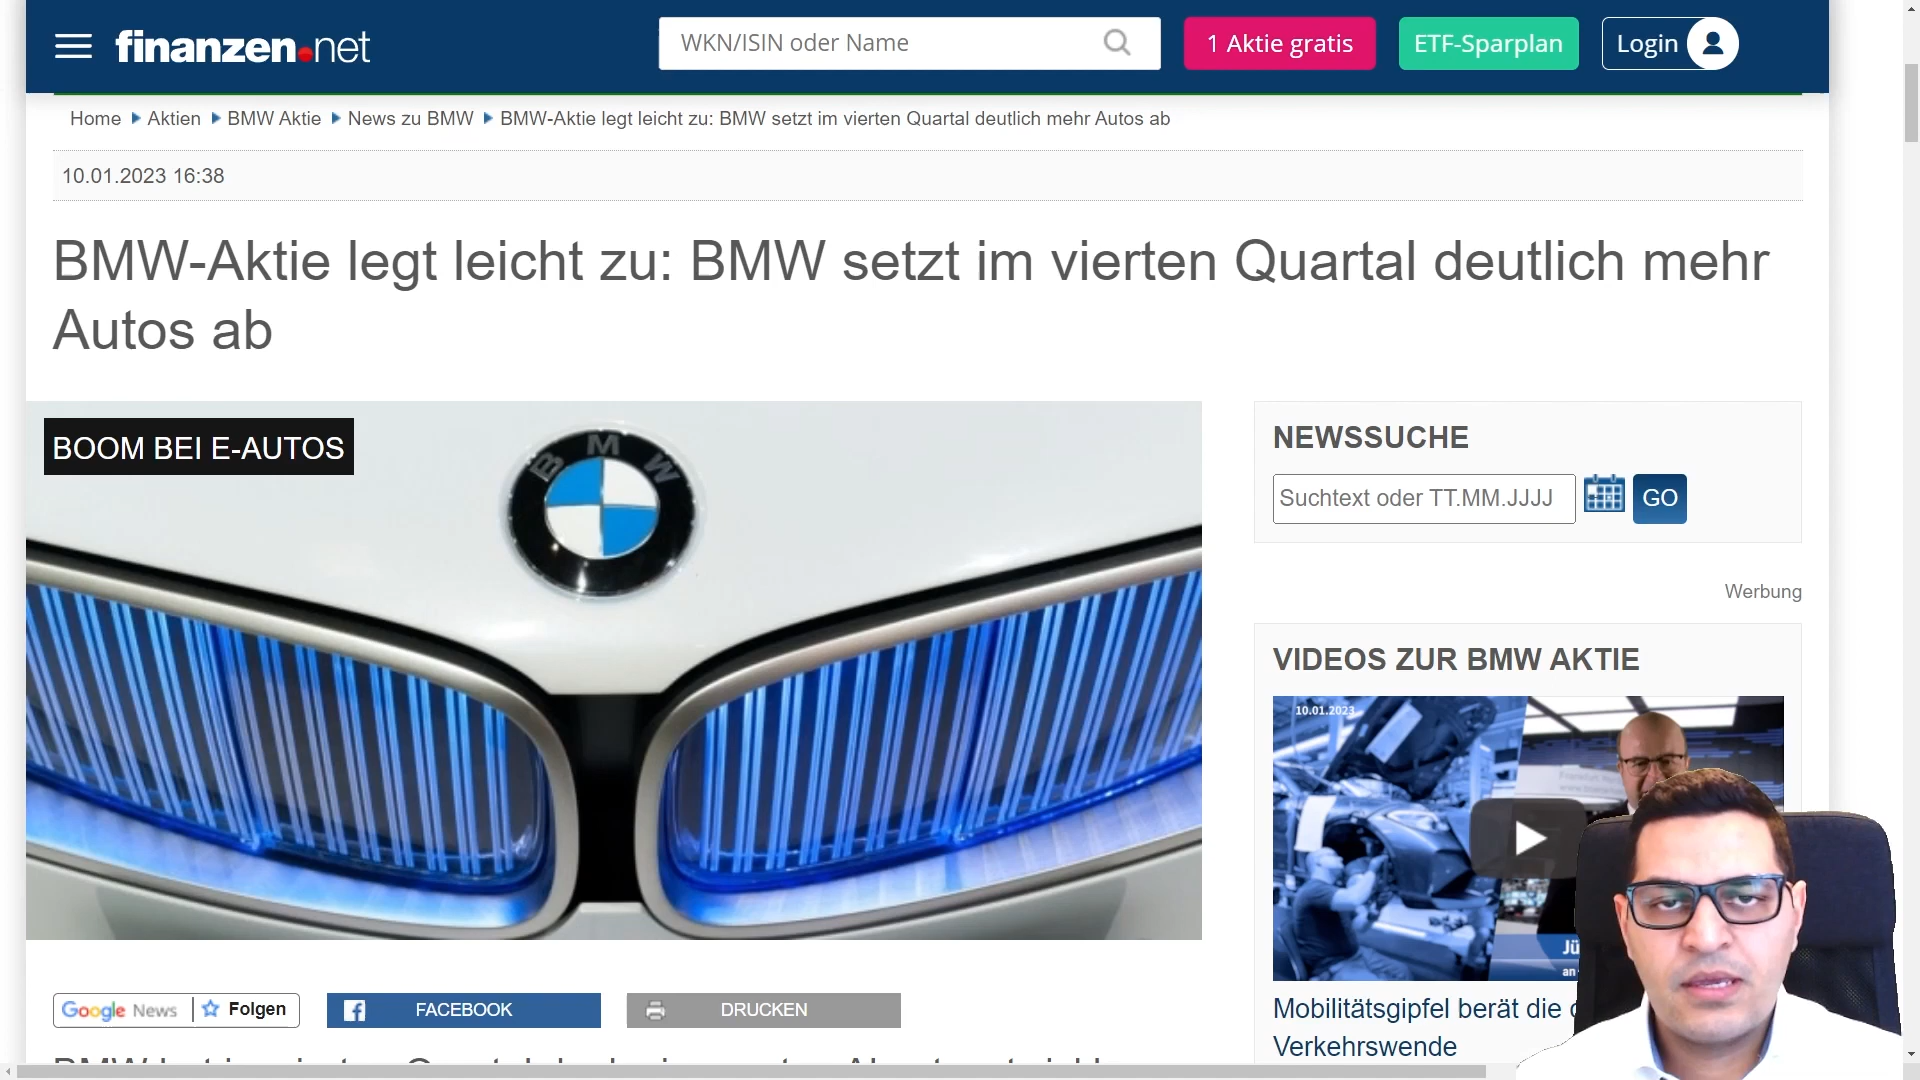 finanzen.net
WKN/ISIN oder Name
1 Aktie gratis
ETF-Sparplan
Login
Home Aktien BMW Aktie News zu BMW BMW-Aktie legt leicht zu: BMW setzt im vierten Quartal deutlich mehr Autos ab
10.01.2023 16:38
BMW-Aktie legt leicht zu: BMW setzt im vierten Quartal deutlich mehr
Autos ab
BOOM BEI E-AUTOS
BMW
NEWSSUCHE
Suchtext oder TT.MM.JJJJ
GO
Werbung
VIDEOS ZUR BMW AKTIE
10.01.2023
Jü
an
Mobilitätsgipfel berät die
Verkehrswende
Google News Folgen
FACEBOOK
DRUCKEN